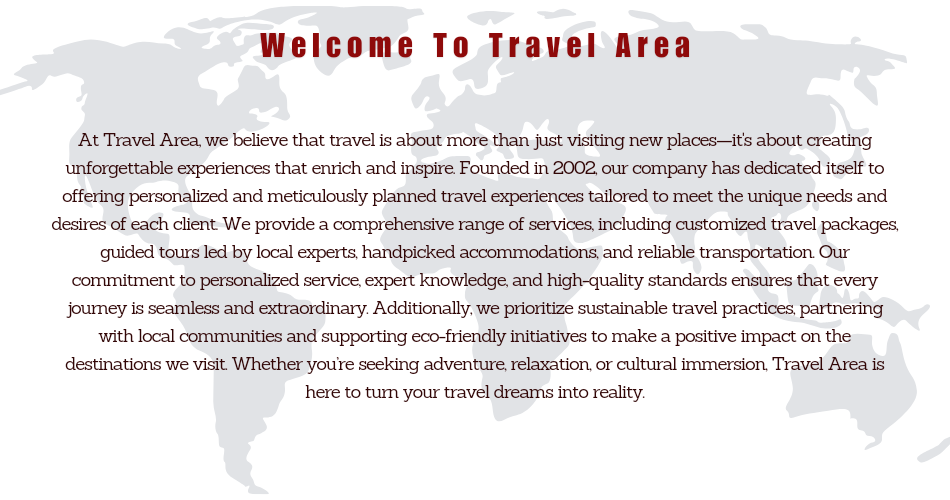 Welcome To Travel Area
At Travel Area, we believe that travel is about more than just visiting new places—it's about creating
unforgettable experiences that enrich and inspire. Founded in 2002, our company has dedicated itself to
offering personalized and meticulously planned travel experiences tailored to meet the unique needs and
desires of each client. We provide a comprehensive range of services, including customized travel packages,
guided tours led by local experts, handpicked accommodations, and reliable transportation. Our
commitment to personalized service, expert knowledge, and high-quality standards ensures that every
journey is seamless and extraordinary. Additionally, we prioritize sustainable travel practices, partnering
with local communities and supporting eco-friendly initiatives to make a positive impact on the
destinations we visit. Whether you're seeking adventure, relaxation, or cultural immersion, Travel Area is
here to turn your travel dreams into reality.